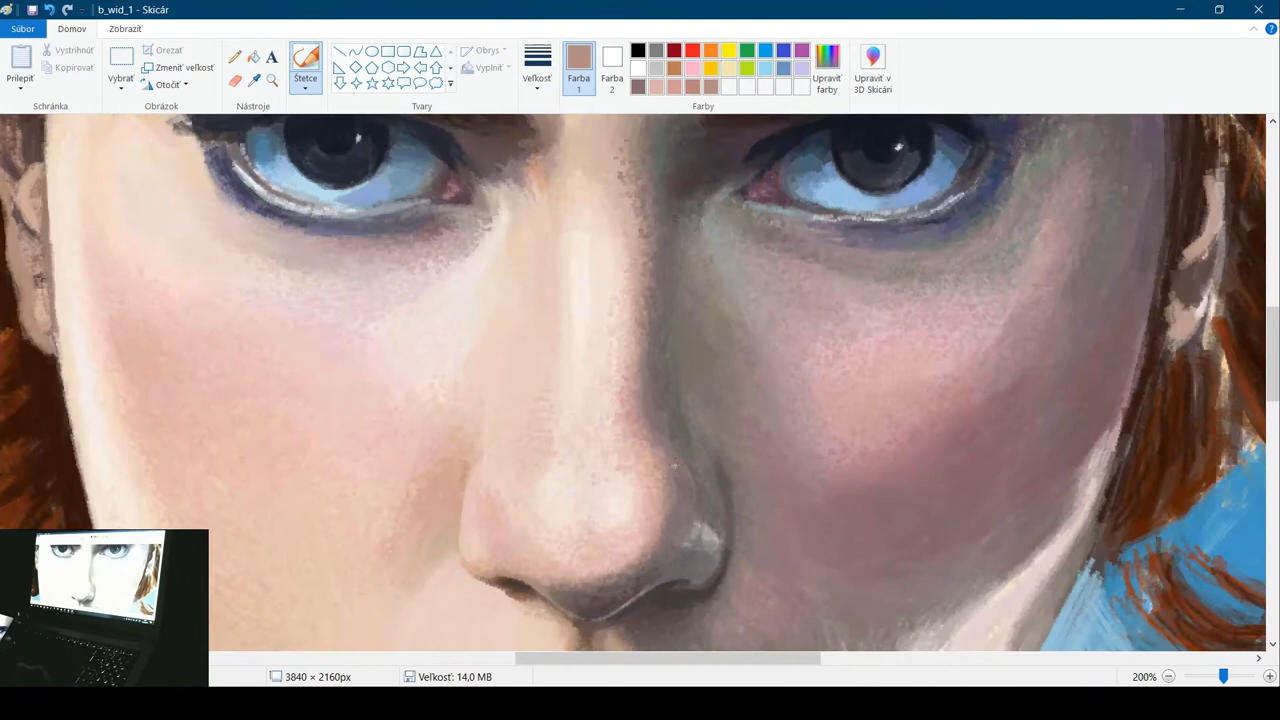 b_wid_1 - Skicár
Súbor
Domov
Zobraziť
Prilepiť
Vystrihnúť
Kopírovať
Schránka
Vybrať
Orezať
Zmeniť veľkosť
Otočiť
Obrázok
Nástroje
Štetce
Tvary
Obrys
Vyplniť
Veľkosť
Farba
1
Farba
2
Farby
Upraviť
farby
Upraviť v
3D Skicári
3840 × 2160px
Veľkosť: 14,0 MB
200%